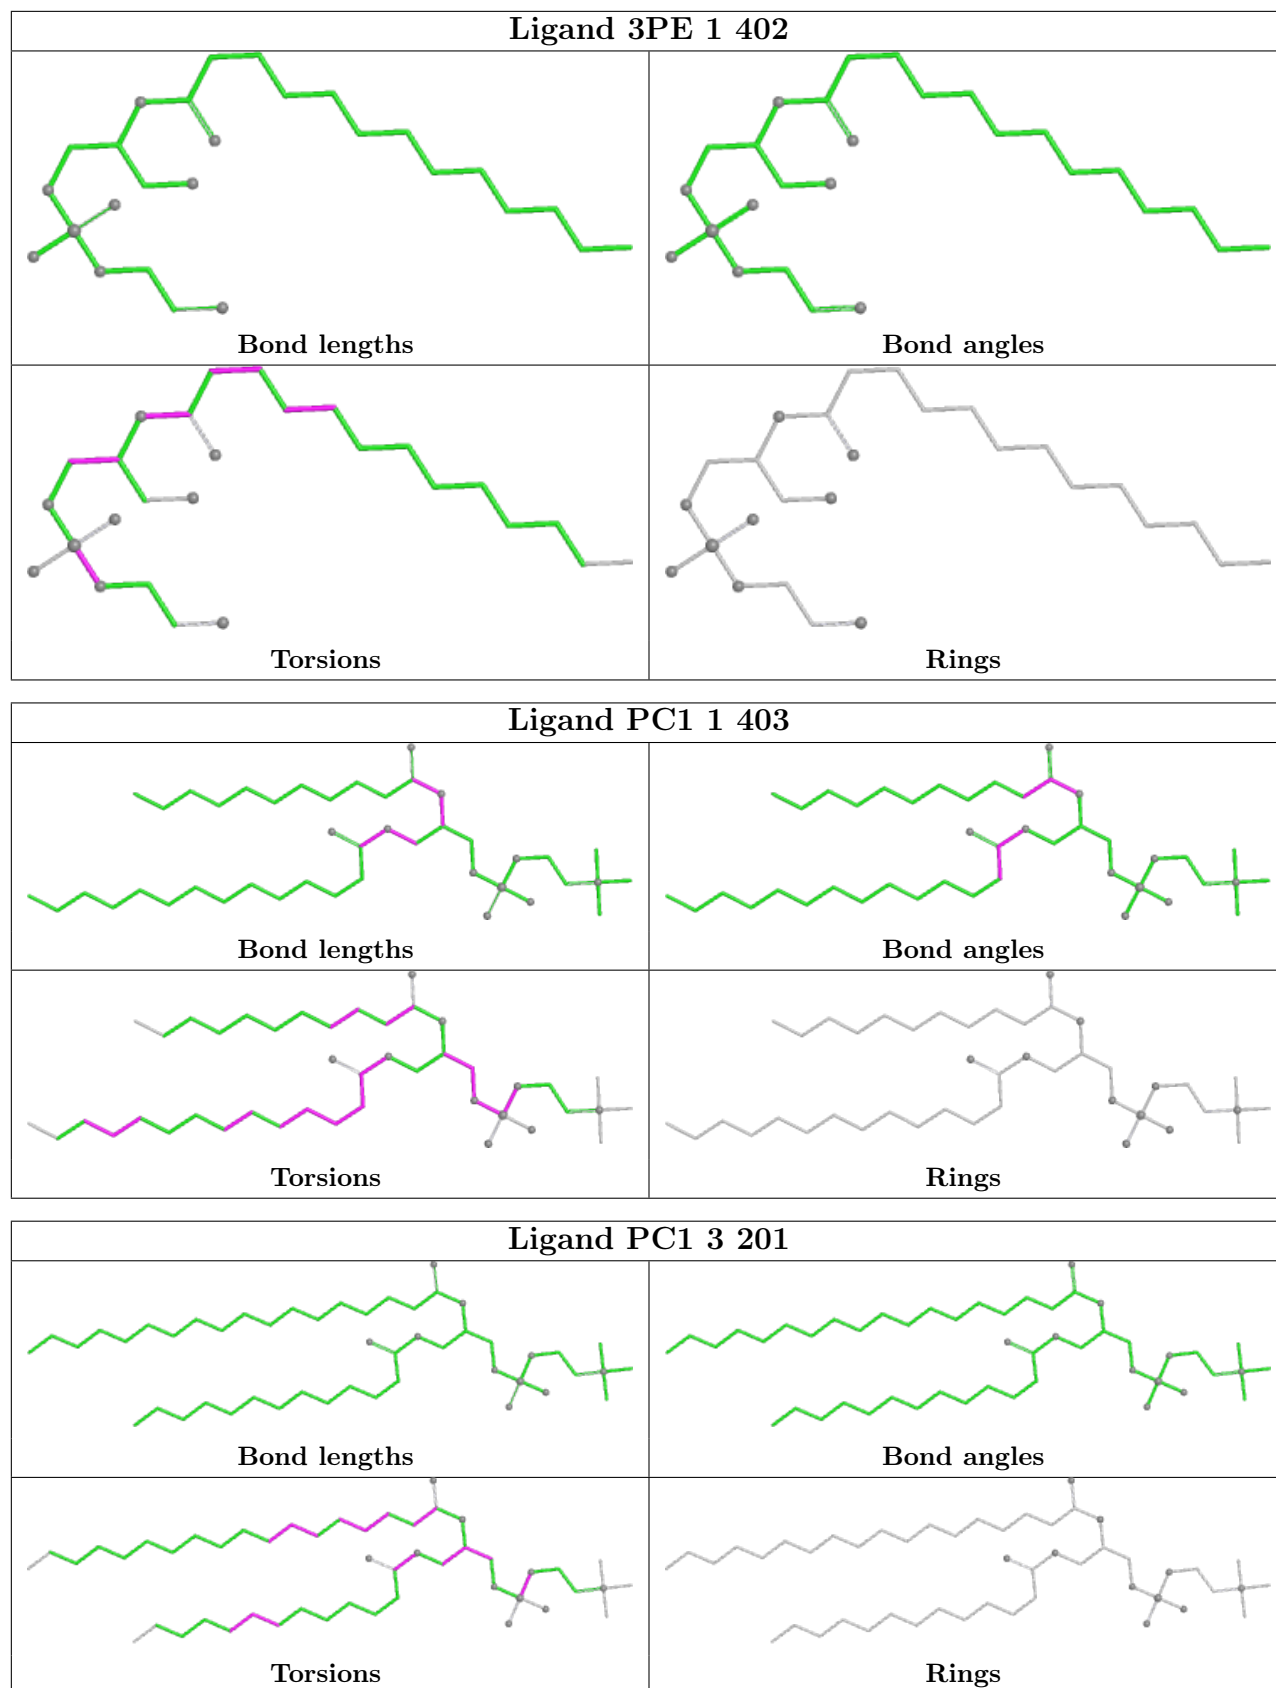 Ligand 3PE 1 402
Bond lengths
Bond angles
Torsions
Rings
Ligand PC1 1 403
Bond lengths
Bond angles
Torsions
Rings
Ligand PC1 3 201
Bond lengths
Bond angles
Torsions
Rings